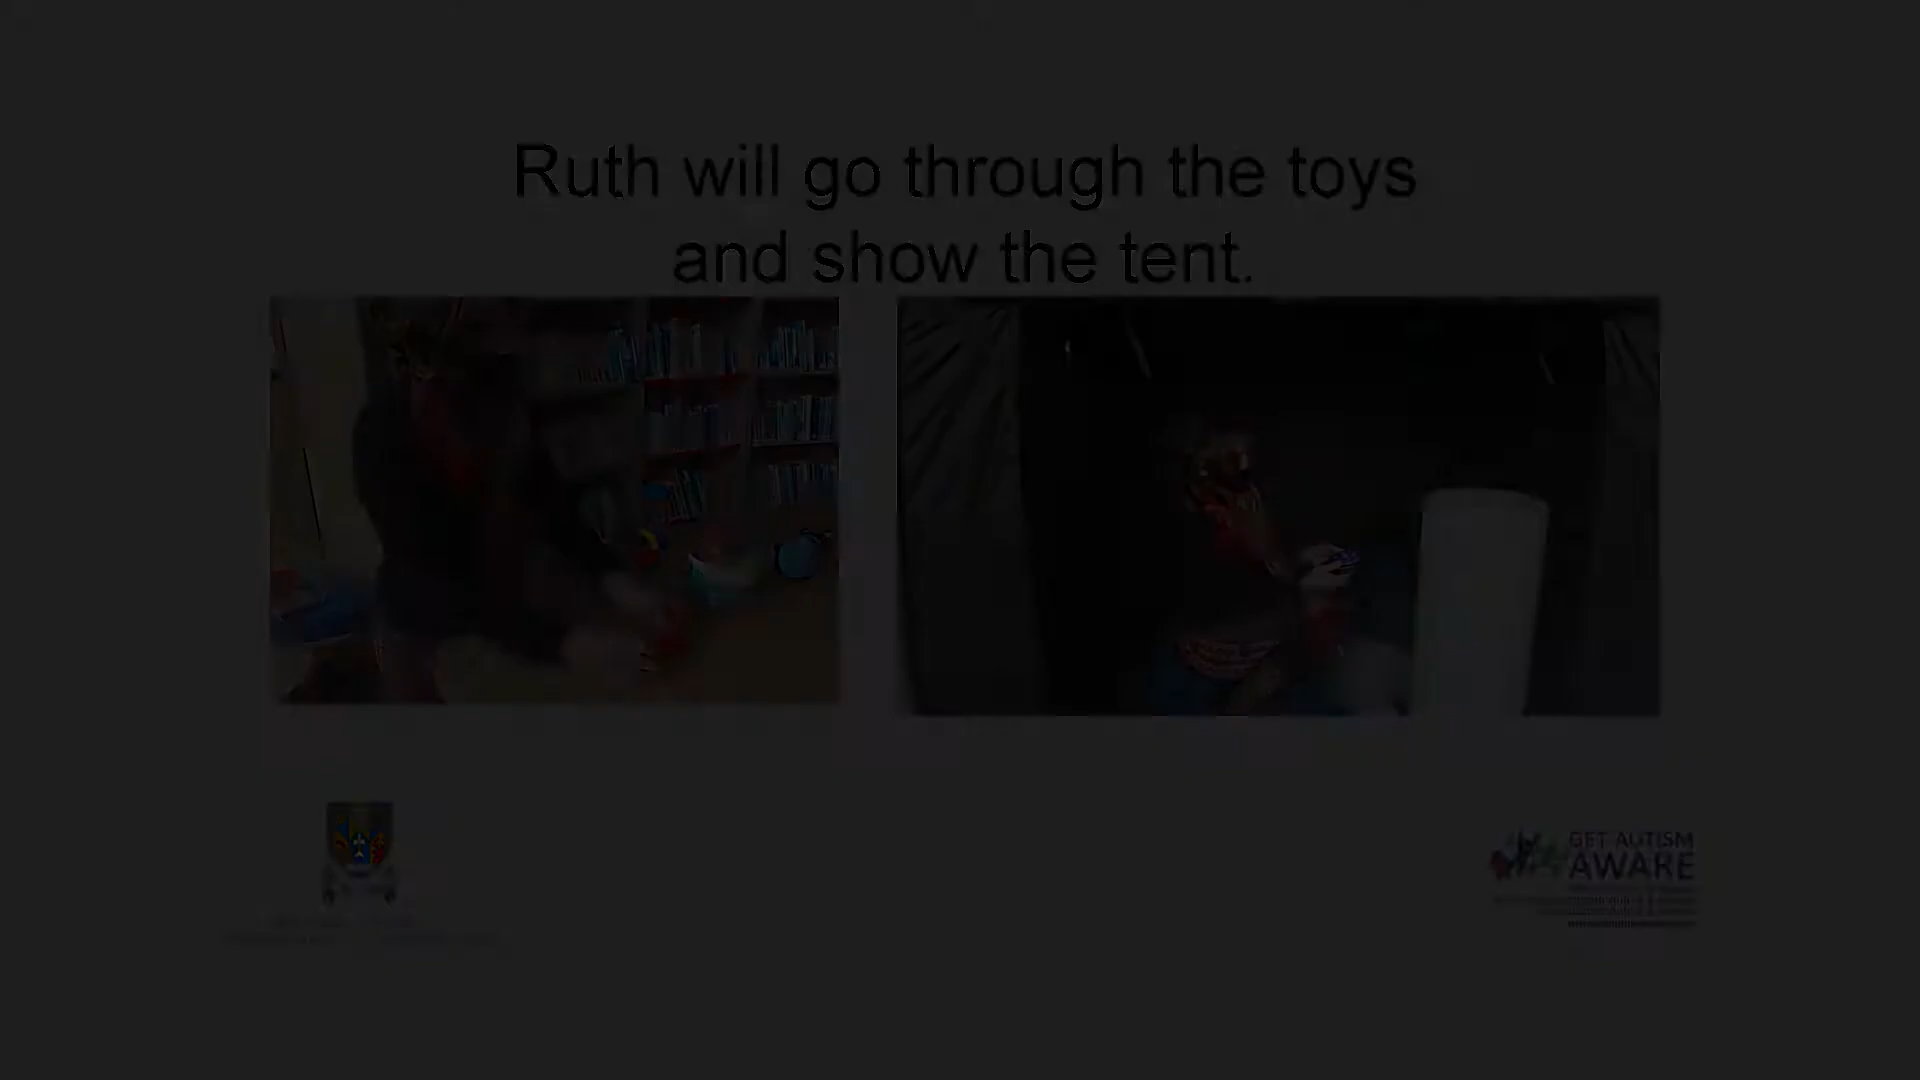 Ruth will go through the toys
and show the tent.
GET AUTISM
AWARE